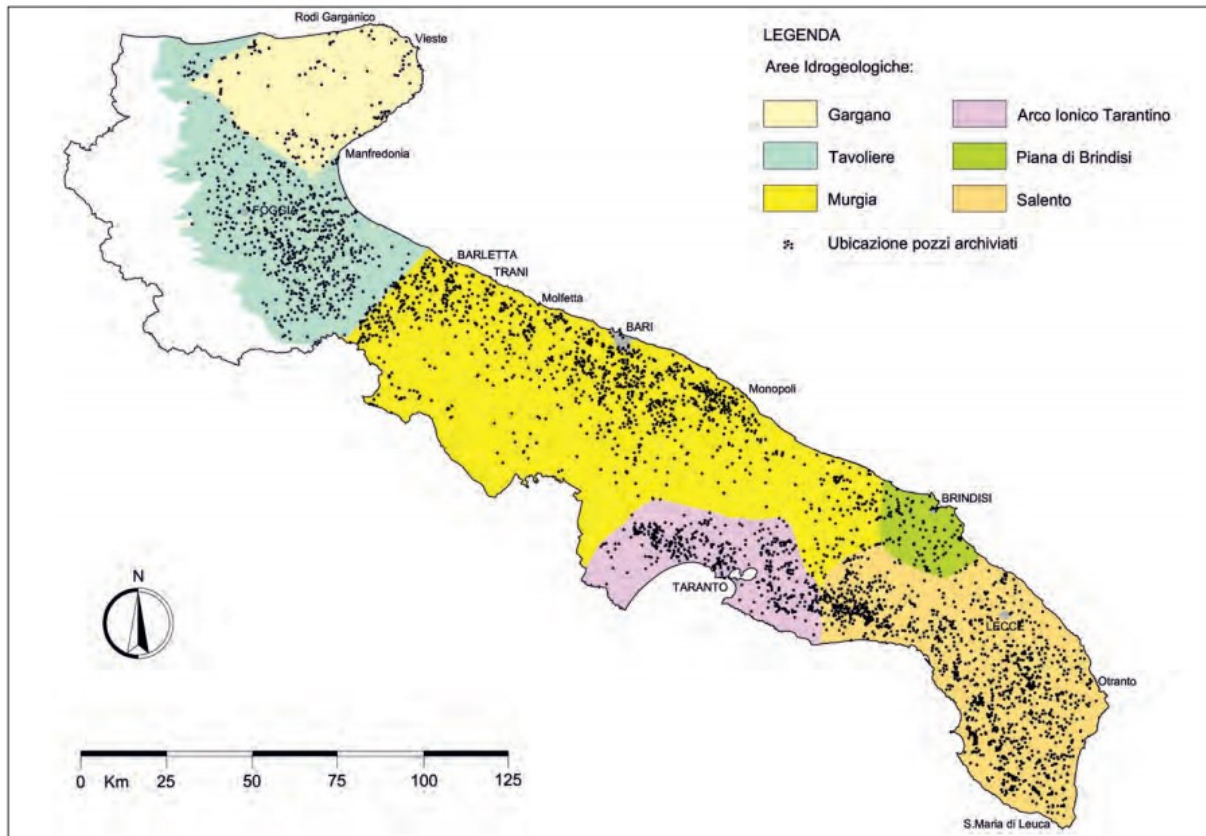 Rodi Garganico
Vieste
Manfredonia
FOGGIA
BARLETTA
TRANI
Molfetta
BARI
Monopoli
BRINDISI
TARANTO
LECCE
Otranto
S.Maria di Leuca
LEGENDA
Aree Idrogeologiche:
Gargano
Tavoliere
Murgia
Arco Ionico Tarantino
Piana di Brindisi
Salento
Ubicazione pozzi archiviati
N
0 Km 25 50 75 100 125